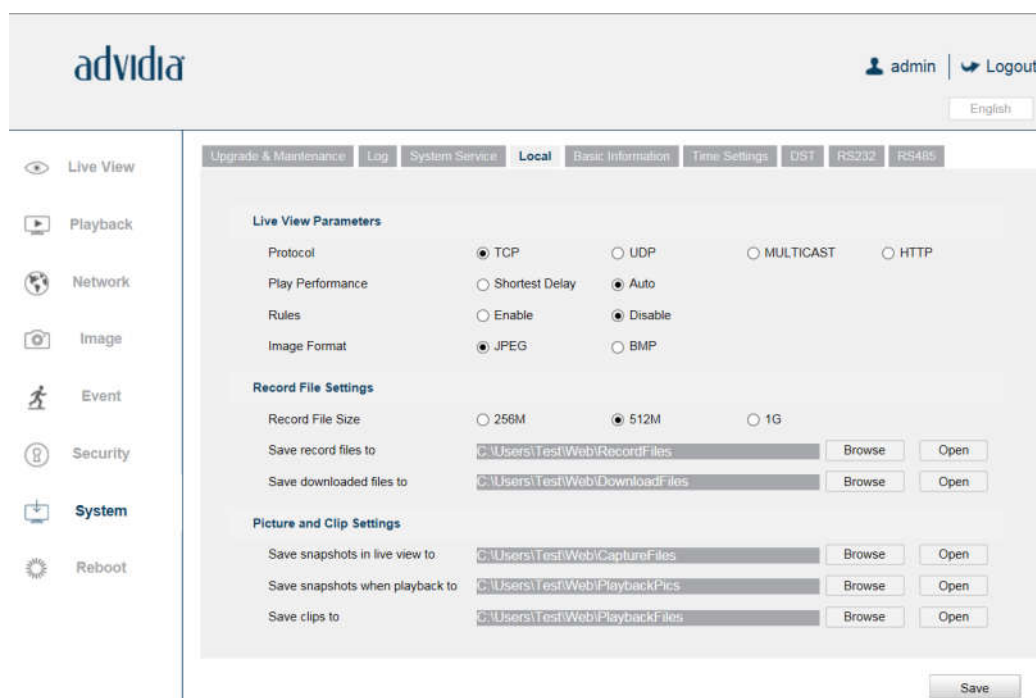 advidia
admin Logout
English
Live View
Playback
Network
Image
Event
Security
System
Reboot
Upgrade & Maintenance Log System Service Local Basic Information Time Settings DST RS232 RS485
Live View Parameters
Protocol TCP UDP MULTICAST HTTP
Play Performance Shortest Delay Auto
Rules Enable Disable
Image Format JPEG BMP
Record File Settings
Record File Size 256M 512M 1G
Save record files to C:\Users\Test\Web\RecordFiles Browse Open
Save downloaded files to C:\Users\Test\Web\DownloadFiles Browse Open
Picture and Clip Settings
Save snapshots in live view to C:\Users\Test\Web\CaptureFiles Browse Open
Save snapshots when playback to C:\Users\Test\Web\PlaybackPics Browse Open
Save clips to C:\Users\Test\Web\PlaybackFiles Browse Open
Save